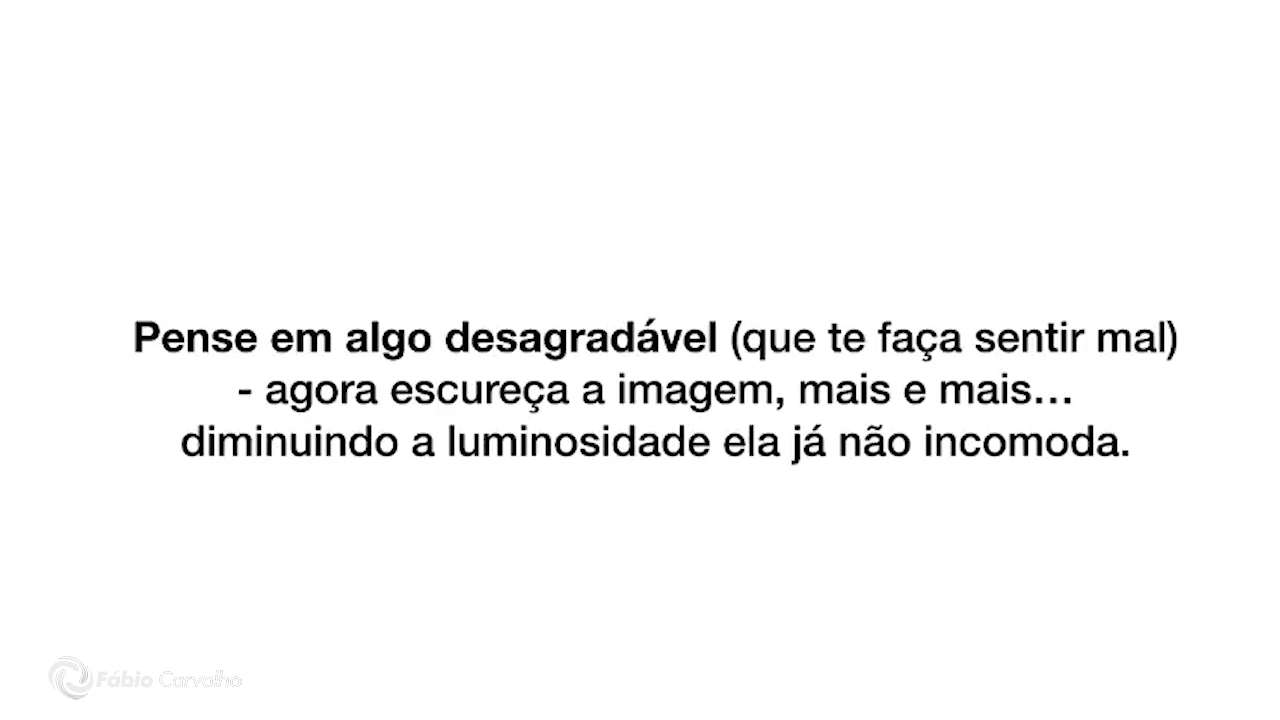 Pense em algo desagradável (que te faça sentir mal)
- agora escureça a imagem, mais e mais...
diminuindo a luminosidade ela já não incomoda.
Fábio Carvalho